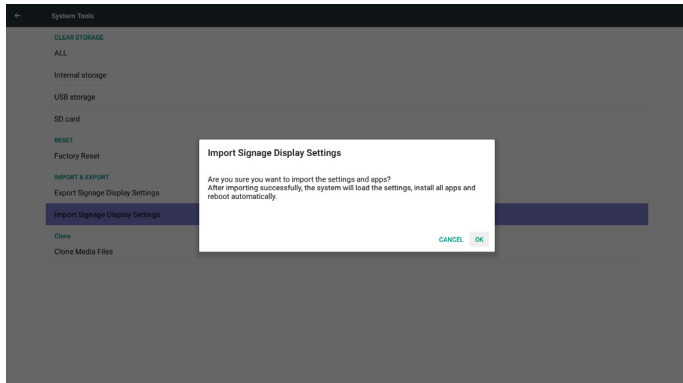 System Tools
CLEAR STORAGE
ALL
Internal storage
USB storage
SD card
RESET
Factory Reset
IMPORT & EXPORT
Export Signage Display Settings
Import Signage Display Settings
Clone
Clone Media Files
Import Signage Display Settings
Are you sure you want to import the settings and apps?
After importing successfully, the system will load the settings, install all apps and
reboot automatically.
CANCEL OK